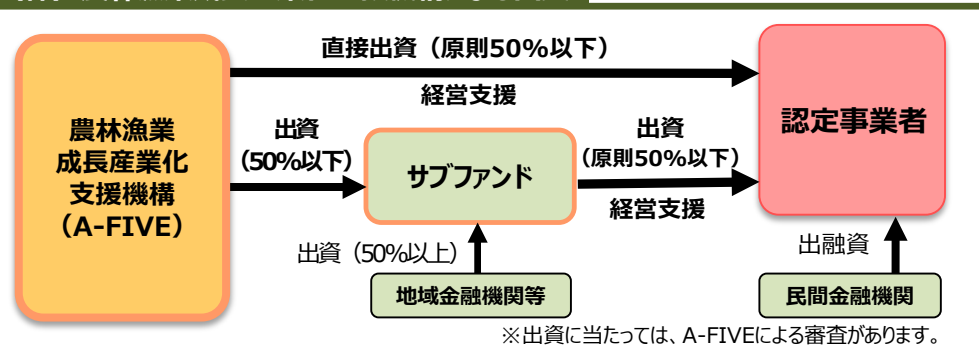 直接出資（原則50%以下）
経営支援
農林漁業
成長産業化
支援機構
（A-FIVE）
出資
（50%以下）
サブファンド
出資
（原則50%以下）
経営支援
認定事業者
出資（50%以上）
地域金融機関等
出融資
民間金融機関
※出資に当たっては、A-FIVEによる審査があります。